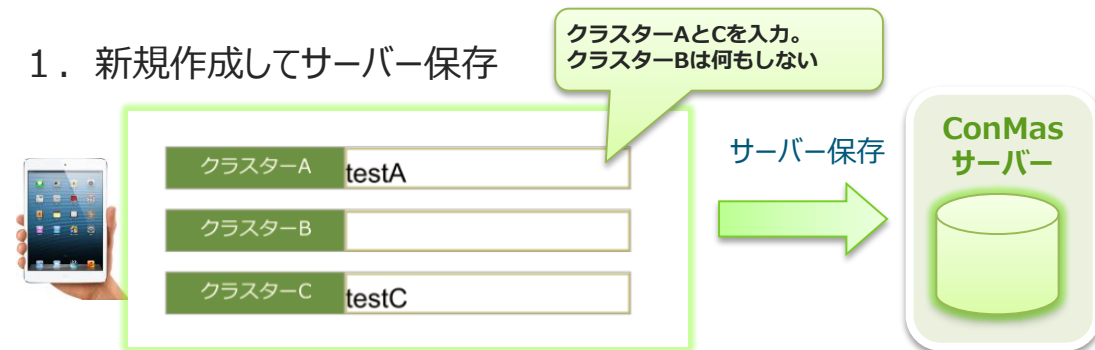 1．新規作成してサーバー保存
クラスターAとCを入力。
クラスターBは何もしない
クラスターA testA
クラスターB
クラスターC testC
サーバー保存
ConMas
サーバー